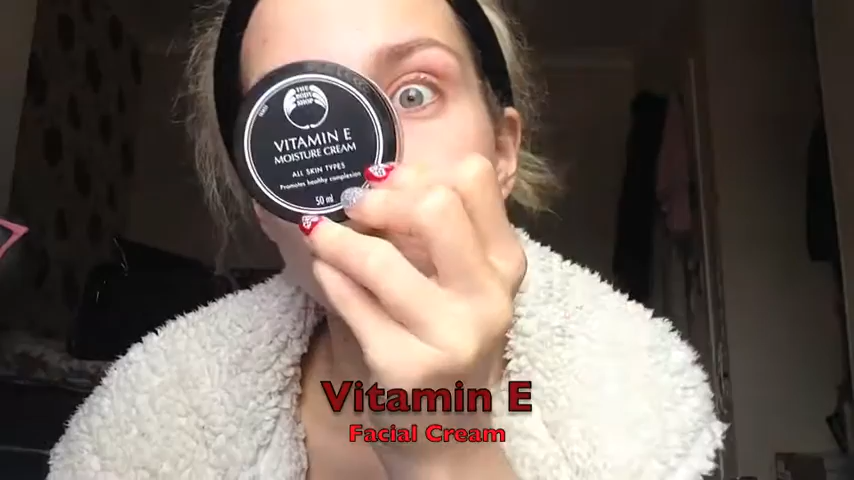 THE
BODY
SHOP
VITAMIN E
MOISTURE CREAM
ALL SKIN TYPES
Promotes healthy complexion
50 ml
Vitamin E
Facial Cream